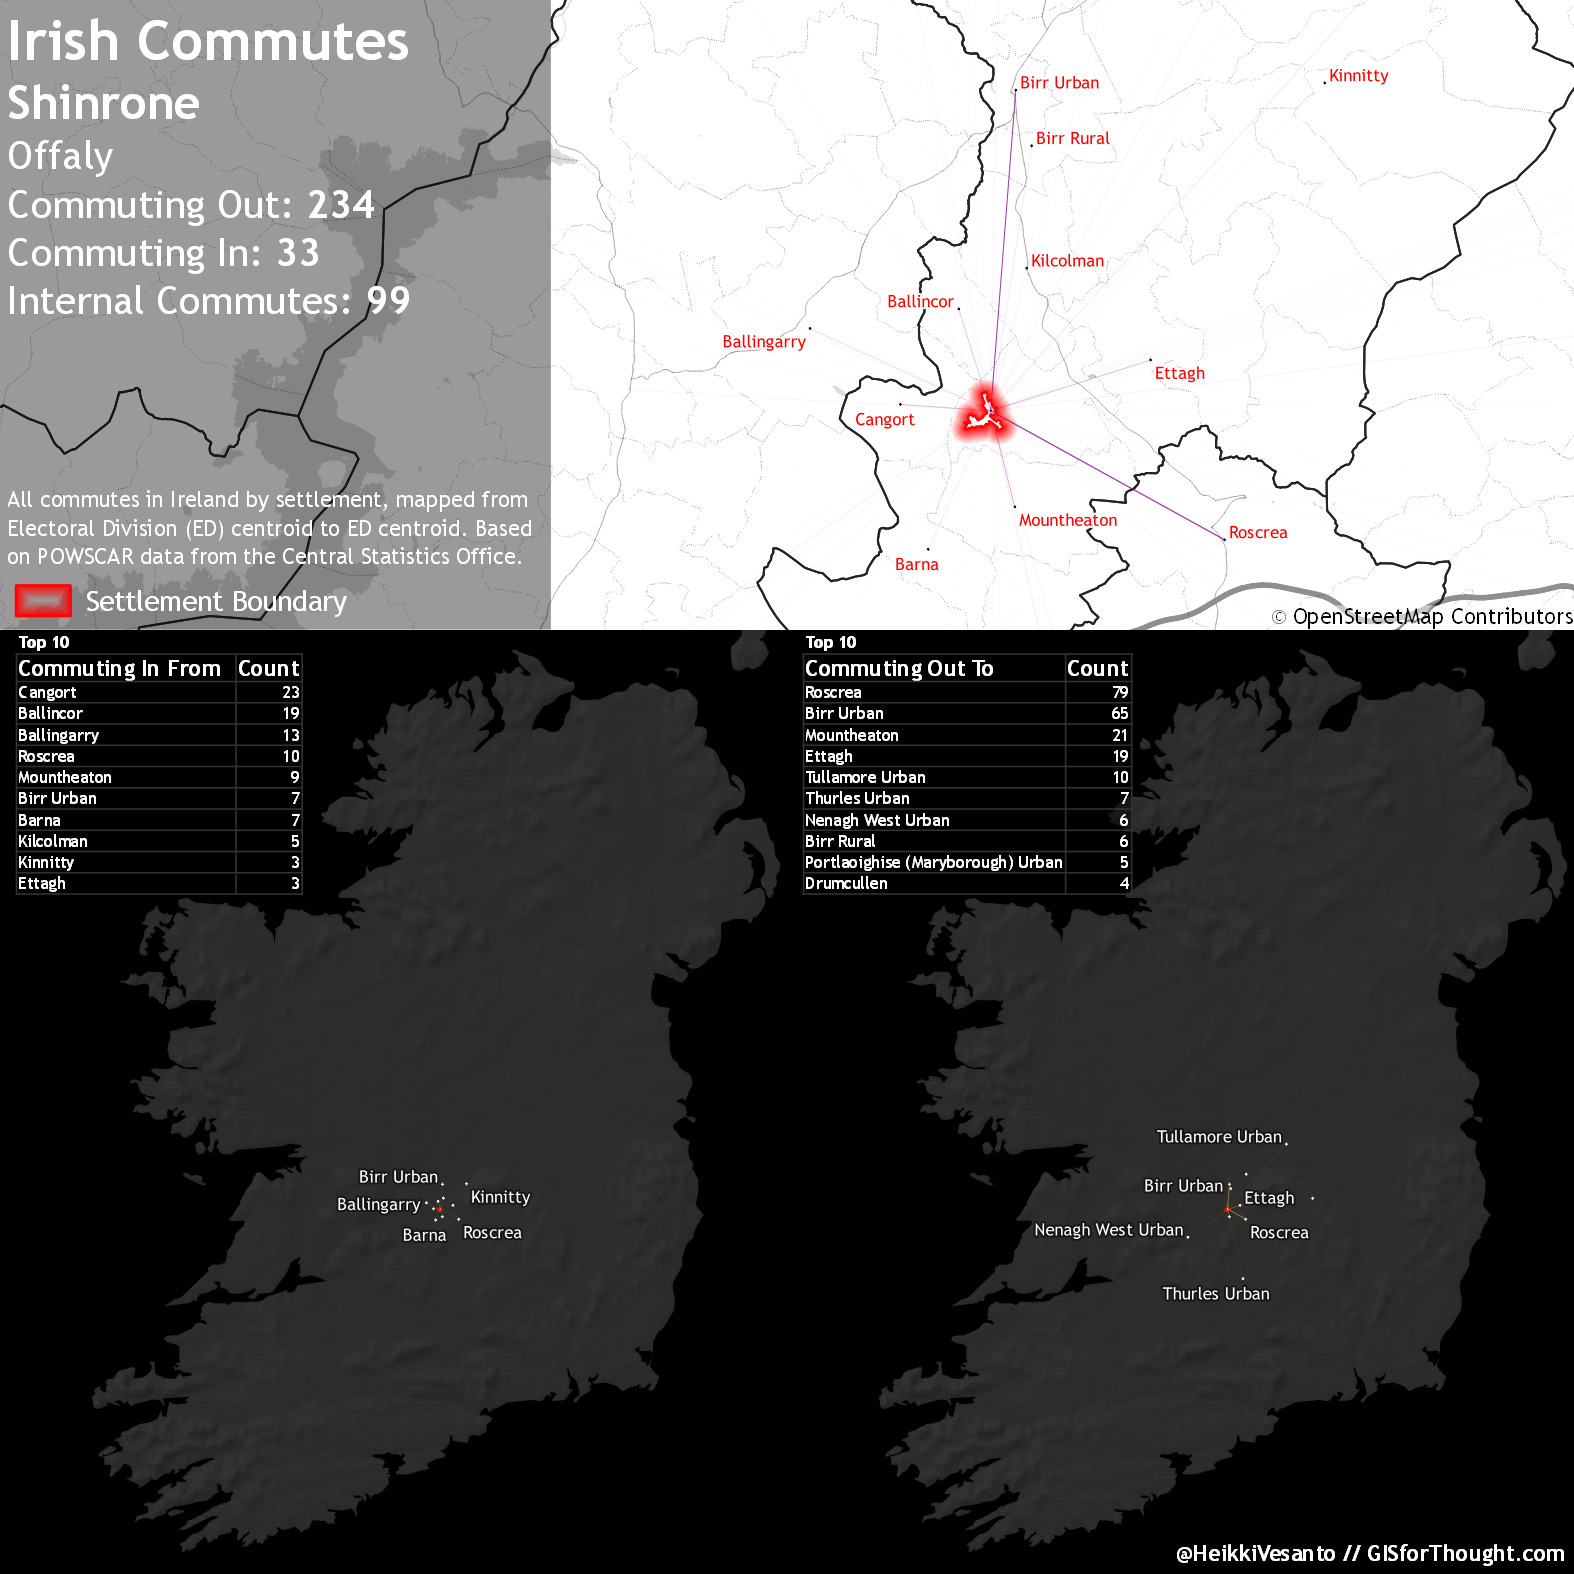 Irish Commutes
Shinrone
Offaly
Commuting Out: 234
Commuting In: 33
Internal Commutes: 99
All commutes in Ireland by settlement, mapped from
Electoral Division (ED) centroid to ED centroid. Based
on POWSCAR data from the Central Statistics Office.
Settlement Boundary
Birr Urban
Kinnitty
Birr Rural
Kilcolman
Ballincor
Ballingarry
Ettagh
Cangort
Mountheaton
Roscrea
Barna
© OpenStreetMap Contributors
Top 10
Commuting In From Count
Cangort 23
Ballincor 19
Ballingarry 13
Roscrea 10
Mountheaton 9
Birr Urban 7
Barna 7
Kilcolman 5
Kinnitty 3
Ettagh 3
Top 10
Commuting Out To Count
Roscrea 79
Birr Urban 65
Mountheaton 21
Ettagh 19
Tullamore Urban 10
Thurles Urban 7
Nenagh West Urban 6
Birr Rural 6
Portlaoighise (Maryborough) Urban 5
Drumcullen 4
Birr Urban
Kinnitty
Ballingarry
Barna
Roscrea
Tullamore Urban
Birr Urban
Ettagh
Nenagh West Urban
Roscrea
Thurles Urban
@HeikkiVesanto // GISforThought.com